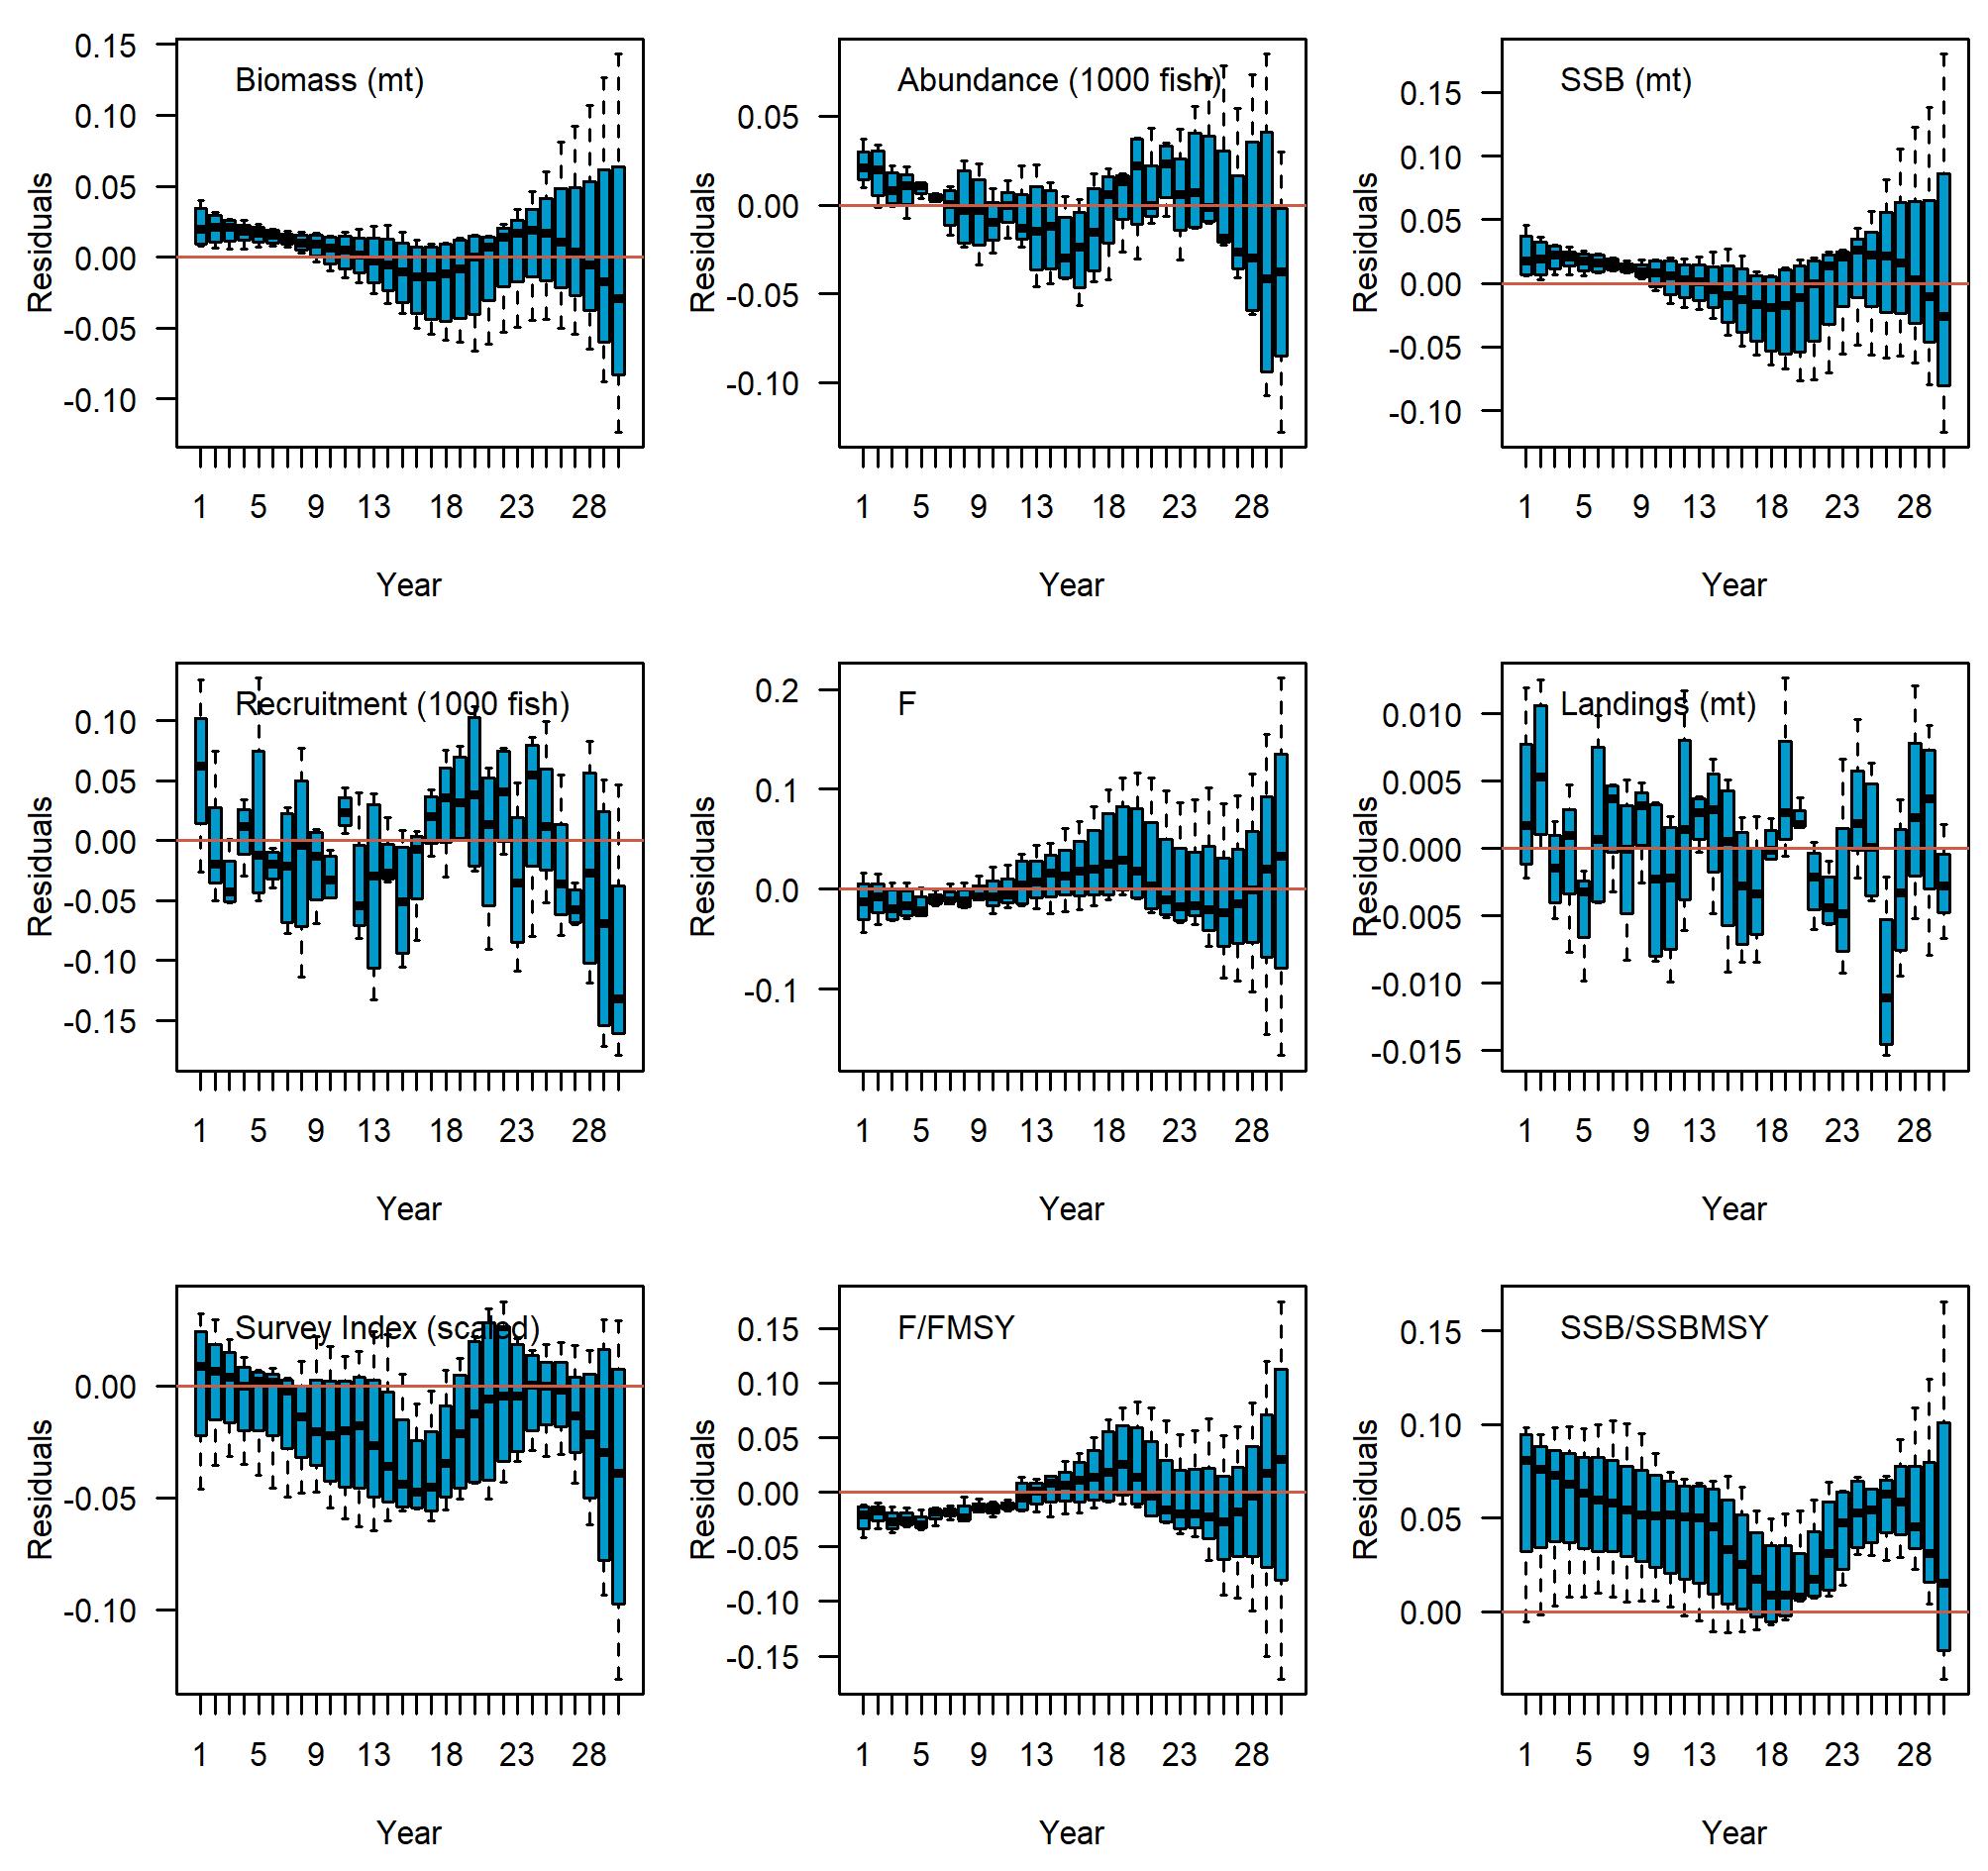 Biomass (mt)
Residuals
0.15
0.10
0.05
0.00
-0.05
-0.10
1 5 9 13 18 23 28
Year
Abundance (1000 fish)
Residuals
0.05
0.00
-0.05
-0.10
1 5 9 13 18 23 28
Year
SSB (mt)
Residuals
0.15
0.10
0.05
0.00
-0.05
-0.10
1 5 9 13 18 23 28
Year
Recruitment (1000 fish)
Residuals
0.10
0.05
0.00
-0.05
-0.10
-0.15
1 5 9 13 18 23 28
Year
F
Residuals
0.2
0.1
0.0
-0.1
1 5 9 13 18 23 28
Year
Landings (mt)
Residuals
0.010
0.005
0.000
-0.005
-0.010
-0.015
1 5 9 13 18 23 28
Year
Survey Index (scaled)
Residuals
0.00
-0.05
-0.10
1 5 9 13 18 23 28
Year
F/FMSY
Residuals
0.15
0.10
0.05
0.00
-0.05
-0.10
-0.15
1 5 9 13 18 23 28
Year
SSB/SSBMSY
Residuals
0.15
0.10
0.05
0.00
1 5 9 13 18 23 28
Year